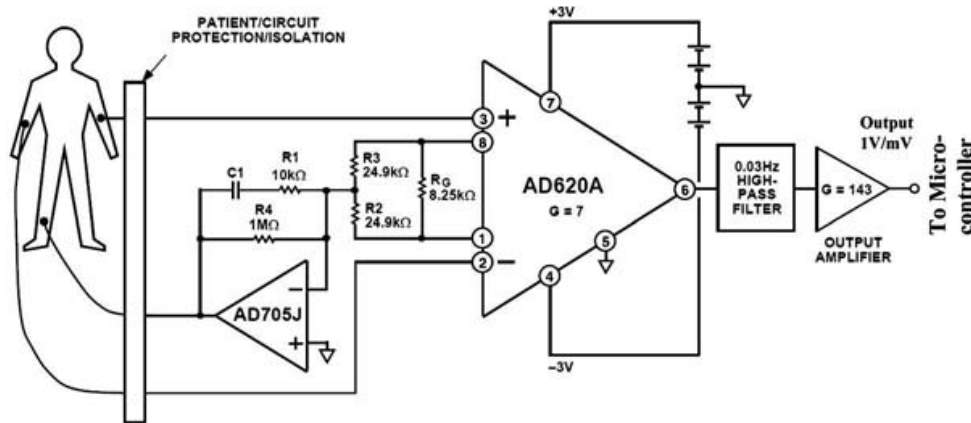 PATIENT/CIRCUIT
PROTECTION/ISOLATION
+3V
3
+
8
7
R3
24.9kΩ
R1
10kΩ
C1
RG
8.25kΩ
R4
1MΩ
R2
24.9kΩ
AD620A
G = 7
6
0.03Hz
HIGH-
PASS
FILTER
G = 143
OUTPUT
AMPLIFIER
Output
1V/mV
To Micro-
controller
1
2
−
5
4
AD705J
−
+
−3V